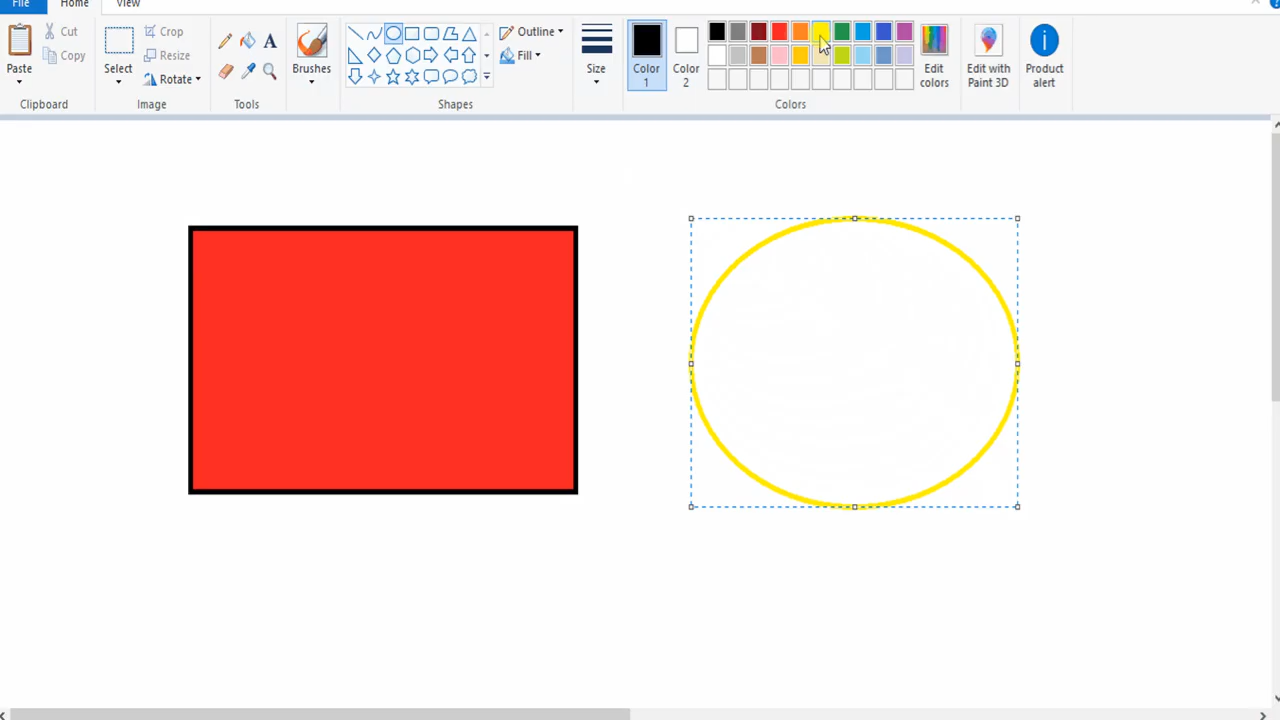 File Home View
Paste
Cut
Copy
Clipboard
Select
Crop
Resize
Rotate
Image
A
Tools
Brushes
Outline
Fill
Shapes
Size
Color
1
Color
2
Edit
colors
Colors
Edit with
Paint 3D
Product
alert